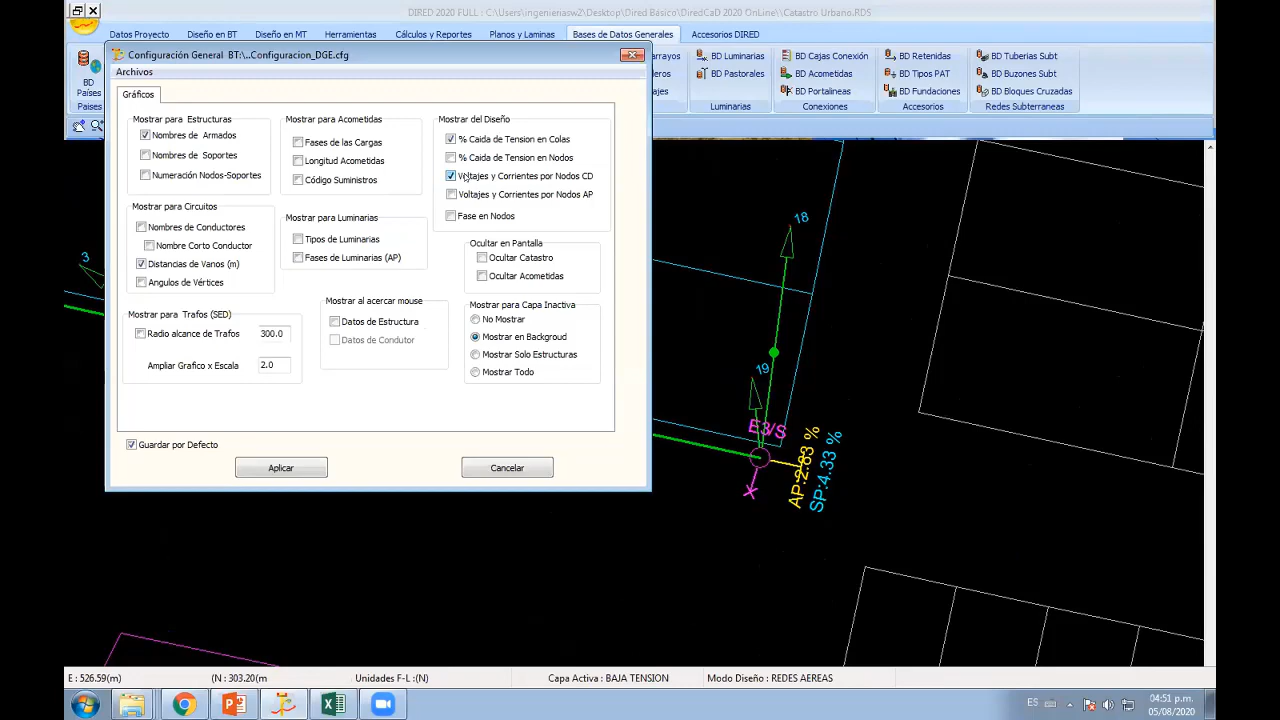 DIRED 2020 FULL : C:\Users\ingenieriasw2\Desktop\Dired Básico\DiredCaD 2020 OnLine\Catastro Urbano.RDS
Datos Proyecto
Diseño en BT
Diseño en MT
Herramientas
Cálculos y Reportes
Planos y Laminas
Bases de Datos Generales
Accesorios DIRED
BD
Países
Paises
BD Luminarias
BD Pastorales
Luminarias
BD Cajas Conexión
BD Acometidas
BD Portalineas
Conexiones
BD Retenidas
BD Tipos PAT
BD Fundaciones
Accesorios
BD Tuberias Subt
BD Buzones Subt
BD Bloques Cruzadas
Redes Subterraneas
Configuración General BT:\...Configuracion_DGE.cfg
Archivos
Gráficos
Mostrar para Estructuras
Nombres de Armados
Nombres de Soportes
Numeración Nodos-Soportes
Mostrar para Circuitos
Nombres de Conductores
Nombre Corto Conductor
Distancias de Vanos (m)
Angulos de Vértices
Mostrar para Trafos (SED)
Radio alcance de Trafos 300.0
Ampliar Grafico x Escala 2.0
Mostrar para Acometidas
Fases de las Cargas
Longitud Acometidas
Código Suministros
Mostrar para Luminarias
Tipos de Luminarias
Fases de Luminarias (AP)
Mostrar al acercar mouse
Datos de Estructura
Datos de Condutor
Mostrar del Diseño
% Caida de Tension en Colas
% Caida de Tension en Nodos
Voltajes y Corrientes por Nodos CD
Voltajes y Corrientes por Nodos AP
Fase en Nodos
Ocultar en Pantalla
Ocultar Catastro
Ocultar Acometidas
Mostrar para Capa Inactiva
No Mostrar
Mostrar en Backgroud
Mostrar Solo Estructuras
Mostrar Todo
Guardar por Defecto
Aplicar
Cancelar
3
18
19
E3/S
AP:2.83 %
SP:4.33 %
E : 526.59(m)
(N : 303.20(m
Unidades F-L :(N)
Capa Activa : BAJA TENSION
Modo Diseño : REDES AEREAS
ES
04:51 p.m.
05/08/2020